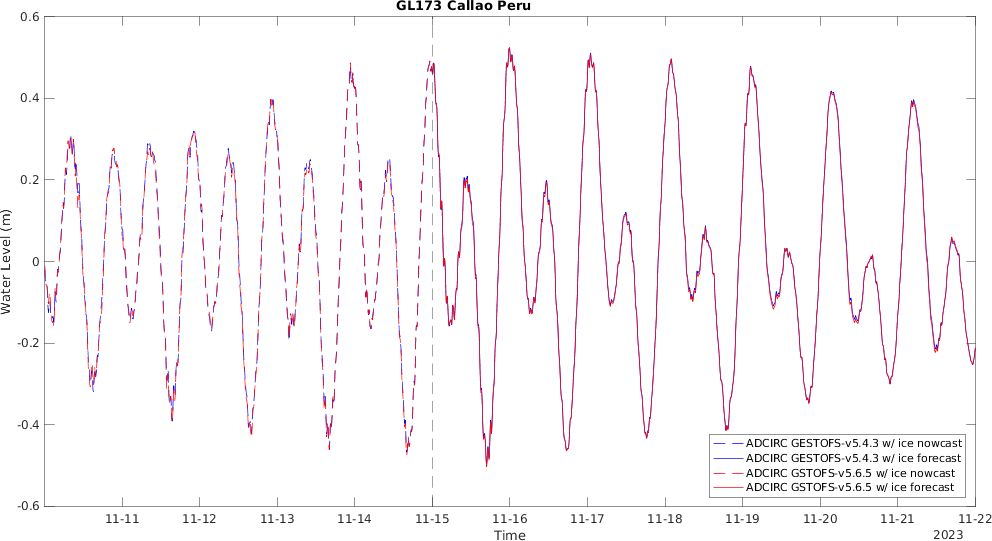 GL173 Callao Peru
0.6
0.4
0.2
0
-0.2
-0.4
-0.6
Water Level (m)
ADCIRC GESTOFS-v5.4.3 w/ ice nowcast
ADCIRC GESTOFS-v5.4.3 w/ ice forecast
ADCIRC GSTOFS-v5.6.5 w/ ice nowcast
ADCIRC GSTOFS-v5.6.5 w/ ice forecast
11-11 11-12 11-13 11-14 11-15 11-16 11-17 11-18 11-19 11-20 11-21 11-22
Time
2023